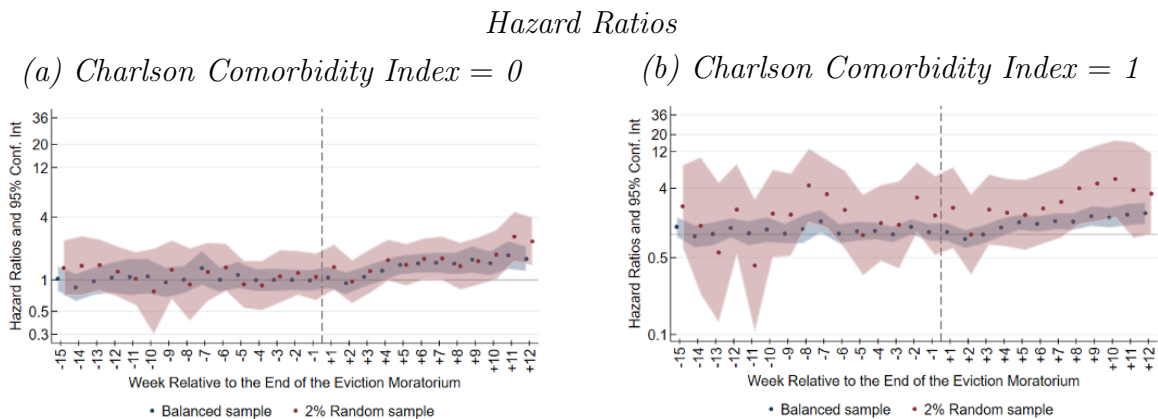 Hazard Ratios
(a) Charlson Comorbidity Index = 0
Hazard Ratios and 95% Conf. Int
36
20
12
4
1
0.5
0.3
-15 -14 -13 -12 -11 -10 -9 -8 -7 -6 -5 -4 -3 -2 -1 +1 +2 +3 +4 +5 +6 +7 +8 +9 +10 +11 +12
Week Relative to the End of the Eviction Moratorium
Balanced sample 2% Random sample
(b) Charlson Comorbidity Index = 1
Hazard Ratios and 95% Conf. Int
36
20
12
4
0.5
0.1
-15 -14 -13 -12 -11 -10 -9 -8 -7 -6 -5 -4 -3 -2 -1 +1 +2 +3 +4 +5 +6 +7 +8 +9 +10 +11 +12
Week Relative to the End of the Eviction Moratorium
Balanced sample 2% Random sample